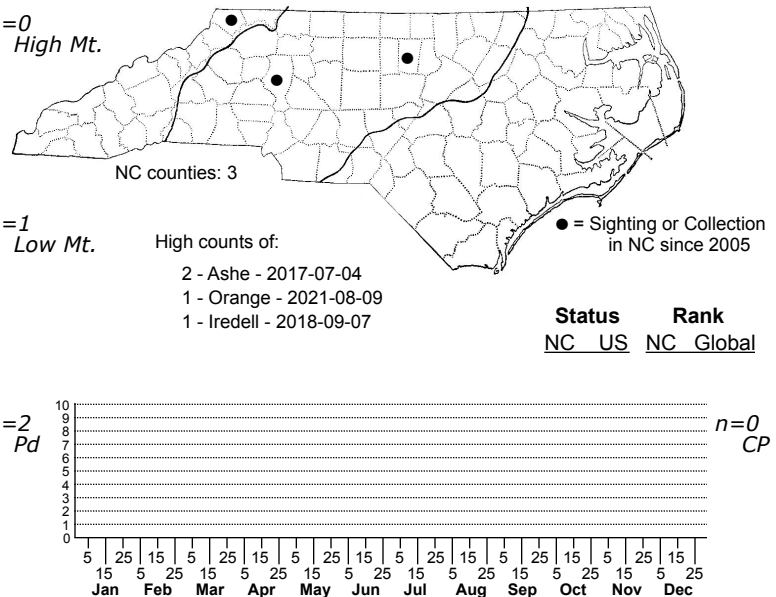 =0
High Mt.
NC counties: 3
=1
Low Mt.
High counts of:
2 - Ashe - 2017-07-04
1 - Orange - 2021-08-09
1 - Iredell - 2018-09-07
● = Sighting or Collection
in NC since 2005
Status Rank
NC US NC Global
=2
Pd
n=0
CP
10
9
8
7
6
5
4
3
2
1
0
5 25 15 5 25 15 5 25 15 5 25 15 5 25 15 5 25 15
15 5 25 15 5 25 15 5 25 15 5 25 15 5 25 15 5 25
Jan Feb Mar Apr May Jun Jul Aug Sep Oct Nov Dec